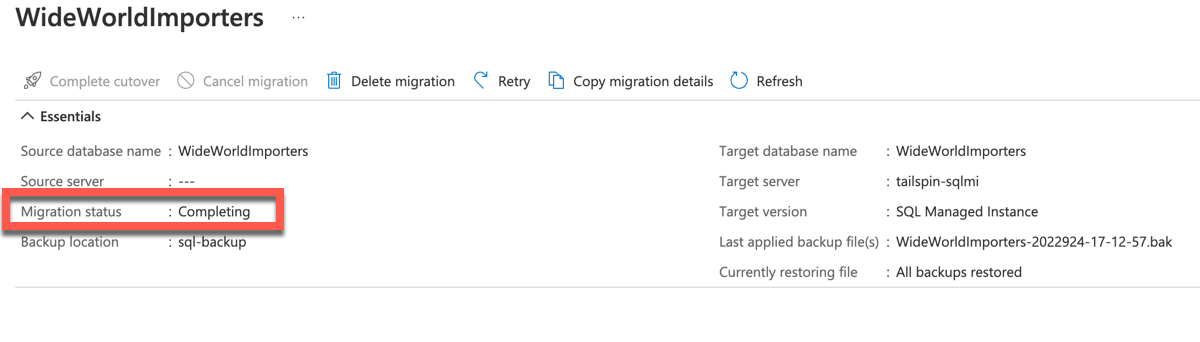 WideWorldImporters ...
Complete cutover Cancel migration Delete migration Retry Copy migration details Refresh
Essentials
Source database name : WideWorldImporters Target database name : WideWorldImporters
Source server : --- Target server : tailspin-sqlmi
Migration status : Completing Target version : SQL Managed Instance
Backup location : sql-backup Last applied backup file(s) : WideWorldImporters-2022924-17-12-57.bak
Currently restoring file : All backups restored